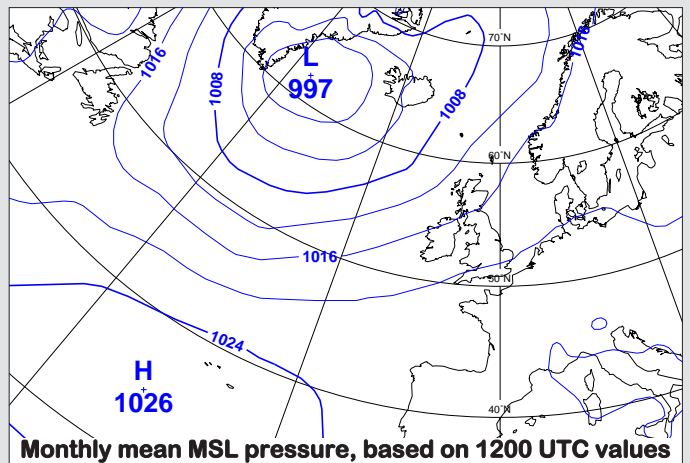 70°N
1016
1016
L
997
1008
1008
60°N
1016
50°N
1024
H
1026
40°N
Monthly mean MSL pressure, based on 1200 UTC values